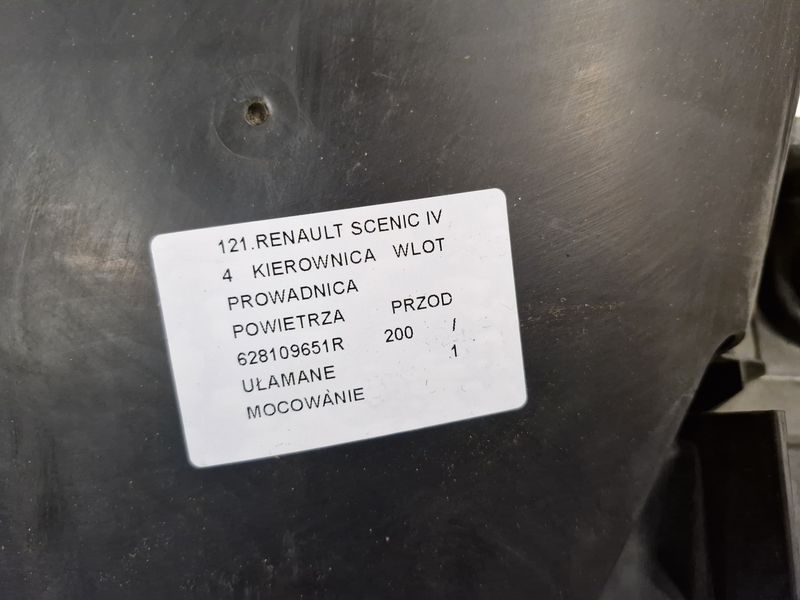 121.RENAULT SCENIC IV
4 KIEROWNICA WLOT
PROWADNICA
POWIETRZA PRZOD
628109651R 200 /
UŁAMANE 1
MOCOWANIE